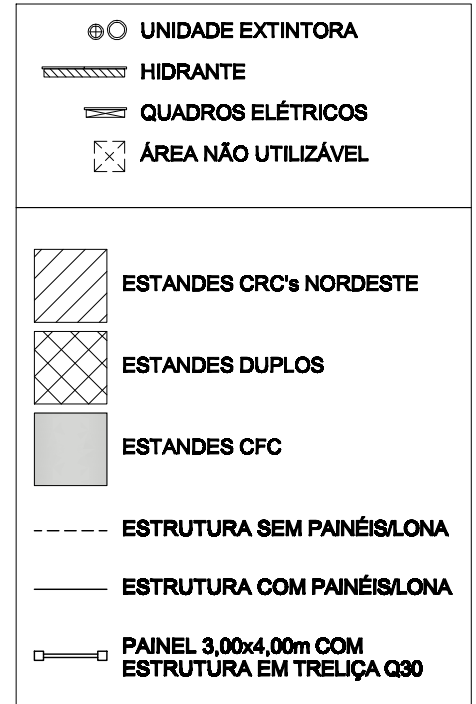 UNIDADE EXTINTORA
HIDRANTE
QUADROS ELÉTRICOS
ÁREA NÃO UTILIZÁVEL
ESTANDES CRC's NORDESTE
ESTANDES DUPLOS
ESTANDES CFC
ESTRUTURA SEM PAINÉIS/LONA
ESTRUTURA COM PAINÉIS/LONA
PAINEL 3,00x4,00m COM
ESTRUTURA EM TRELIÇA Q30